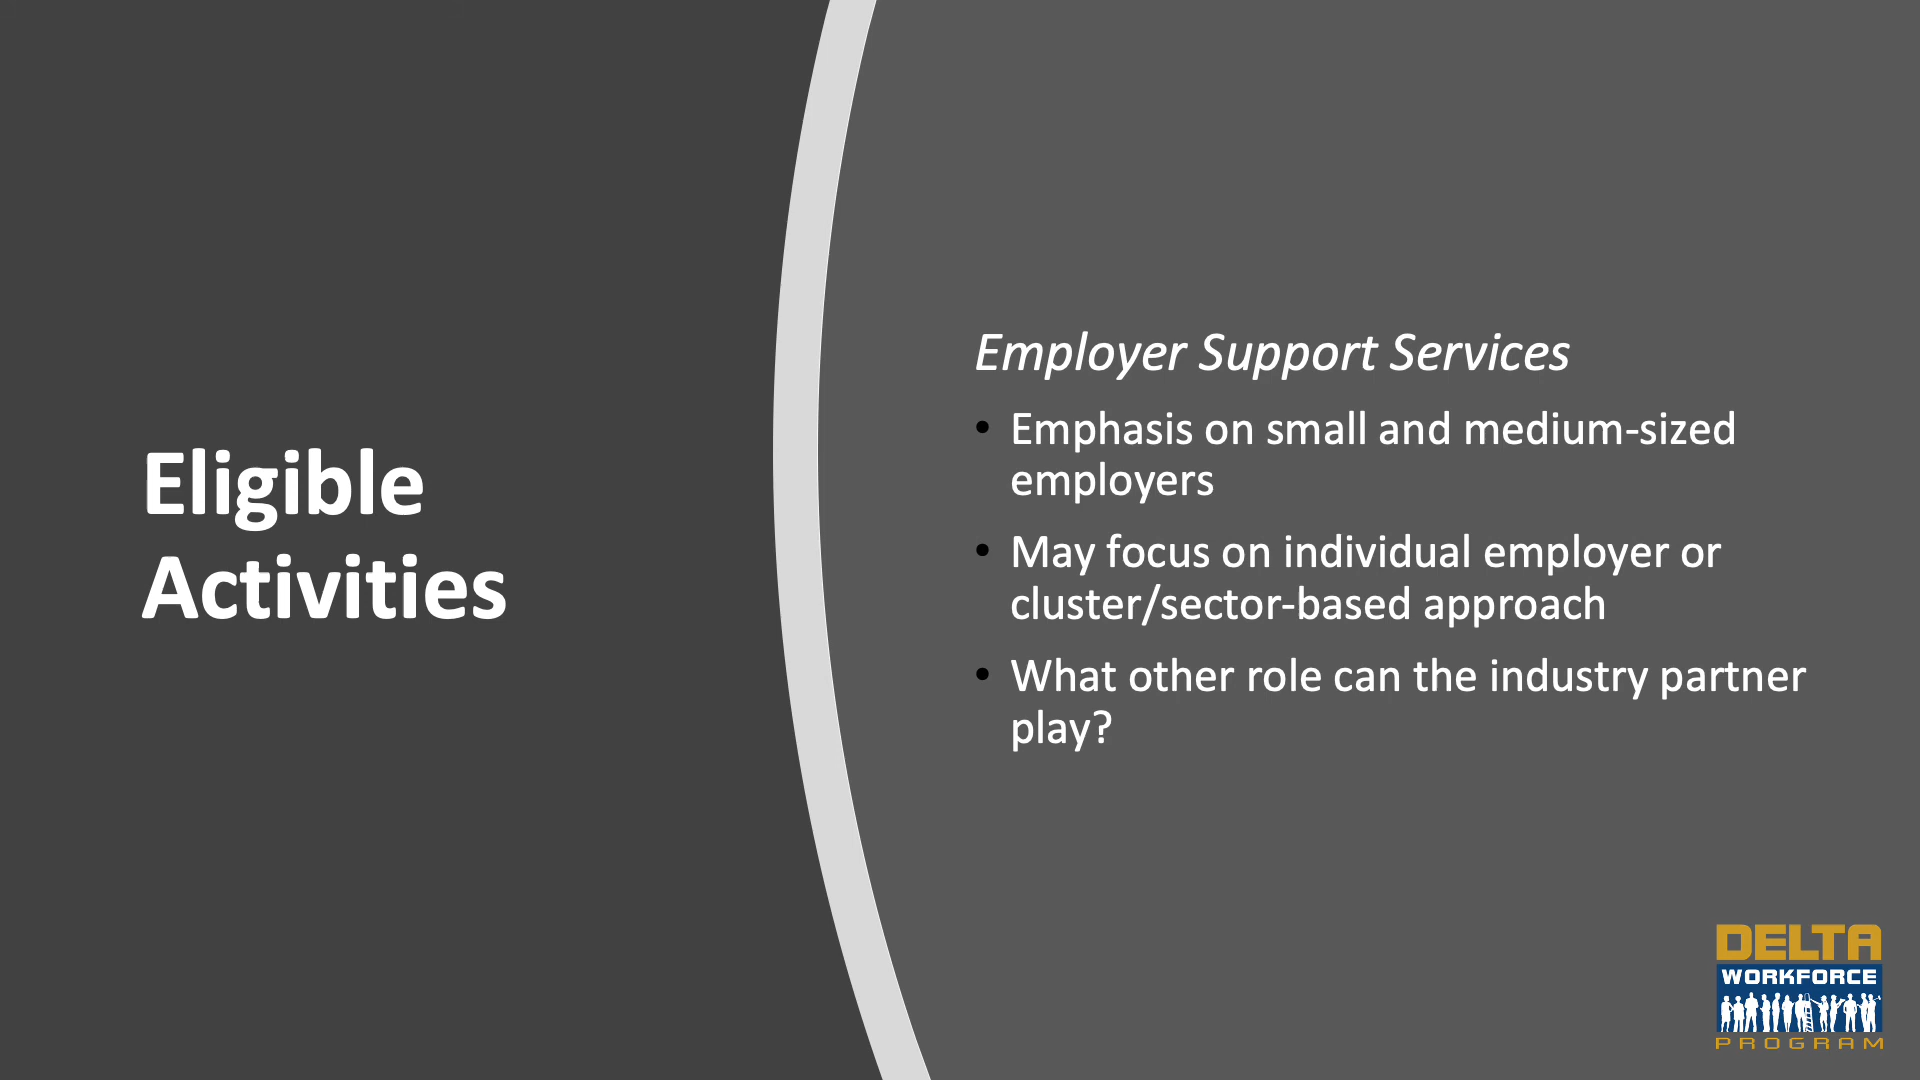 Eligible
Activities
Employer Support Services
• Emphasis on small and medium-sized
employers
• May focus on individual employer or
cluster/sector-based approach
• What other role can the industry partner
play?
DELTA
WORKFORCE
PROGRAM